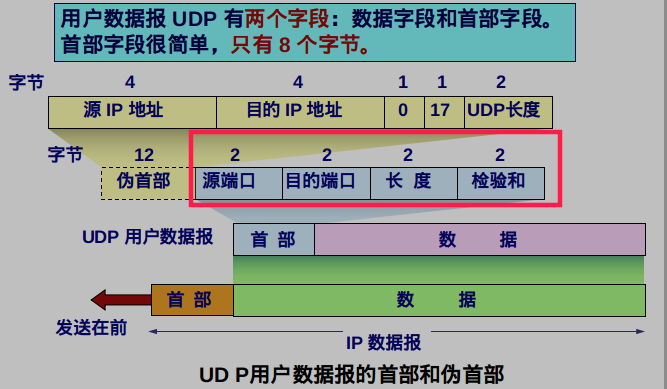 用户数据报 UDP 有两个字段：数据字段和首部字段。
首部字段很简单，只有 8 个字节。
字节 4 4 1 1 2
源 IP 地址 目的 IP 地址 0 17 UDP长度
字节 12 2 2 2 2
伪首部 源端口 目的端口 长 度 检验和
UDP 用户数据报 首 部 数 据
首 部 数 据
发送在前
IP 数据报
UD P用户数据报的首部和伪首部